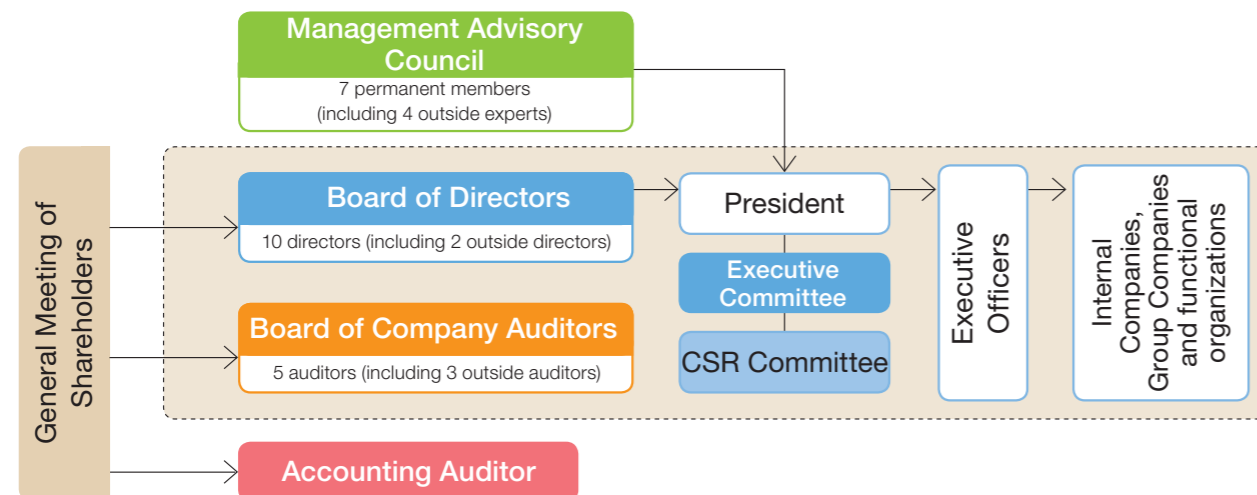 Management Advisory
Council
7 permanent members
(including 4 outside experts)
General Meeting of
Shareholders
Board of Directors
10 directors (including 2 outside directors)
Board of Company Auditors
5 auditors (including 3 outside auditors)
Accounting Auditor
President
Executive
Committee
CSR Committee
Executive
Officers
Internal
Companies,
Group Companies
and functional
organizations